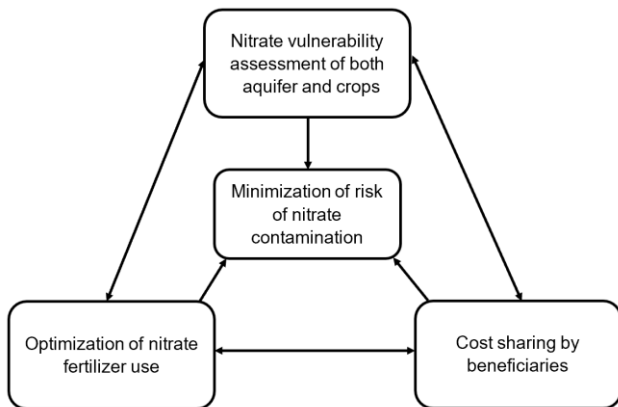 Nitrate vulnerability
assessment of both
aquifer and crops
Minimization of risk
of nitrate
contamination
Optimization of nitrate
fertilizer use
Cost sharing by
beneficiaries